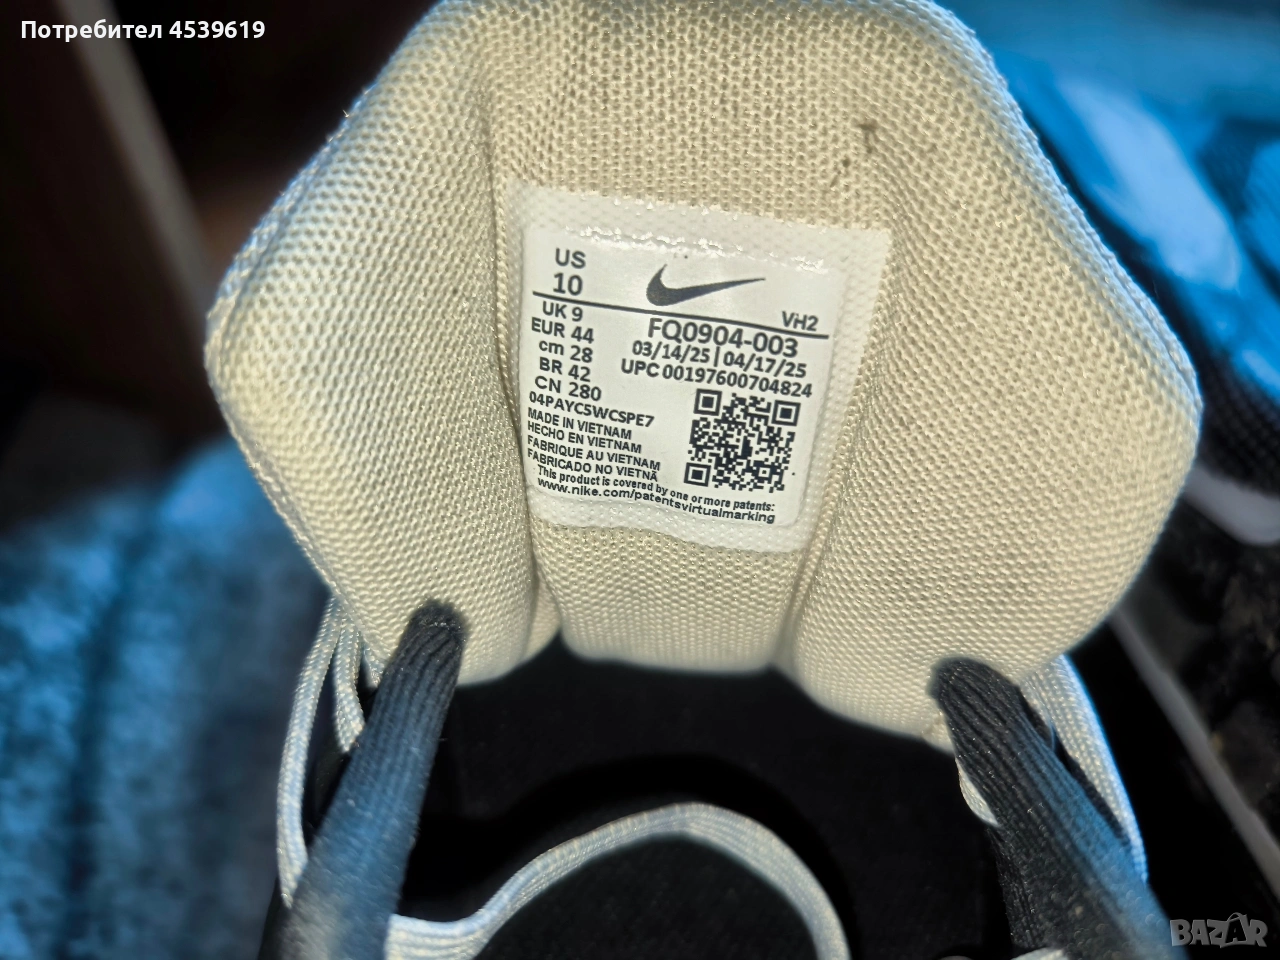 Потребител 4539619
US
10
VH2
UK 9
EUR 44
cm 28
BR 42
CN 280
FQ0904-003
03/14/25 | 04/17/25
UPC 00197600704824
04PAYC5WCSPE7
MADE IN VIETNAM
HECHO EN VIETNAM
FABRIQUE AU VIETNAM
FABRICADO NO VIETNÃ
This product is covered by one or more patents:
www.nike.com/patentsvirtualmarking
BAZAR